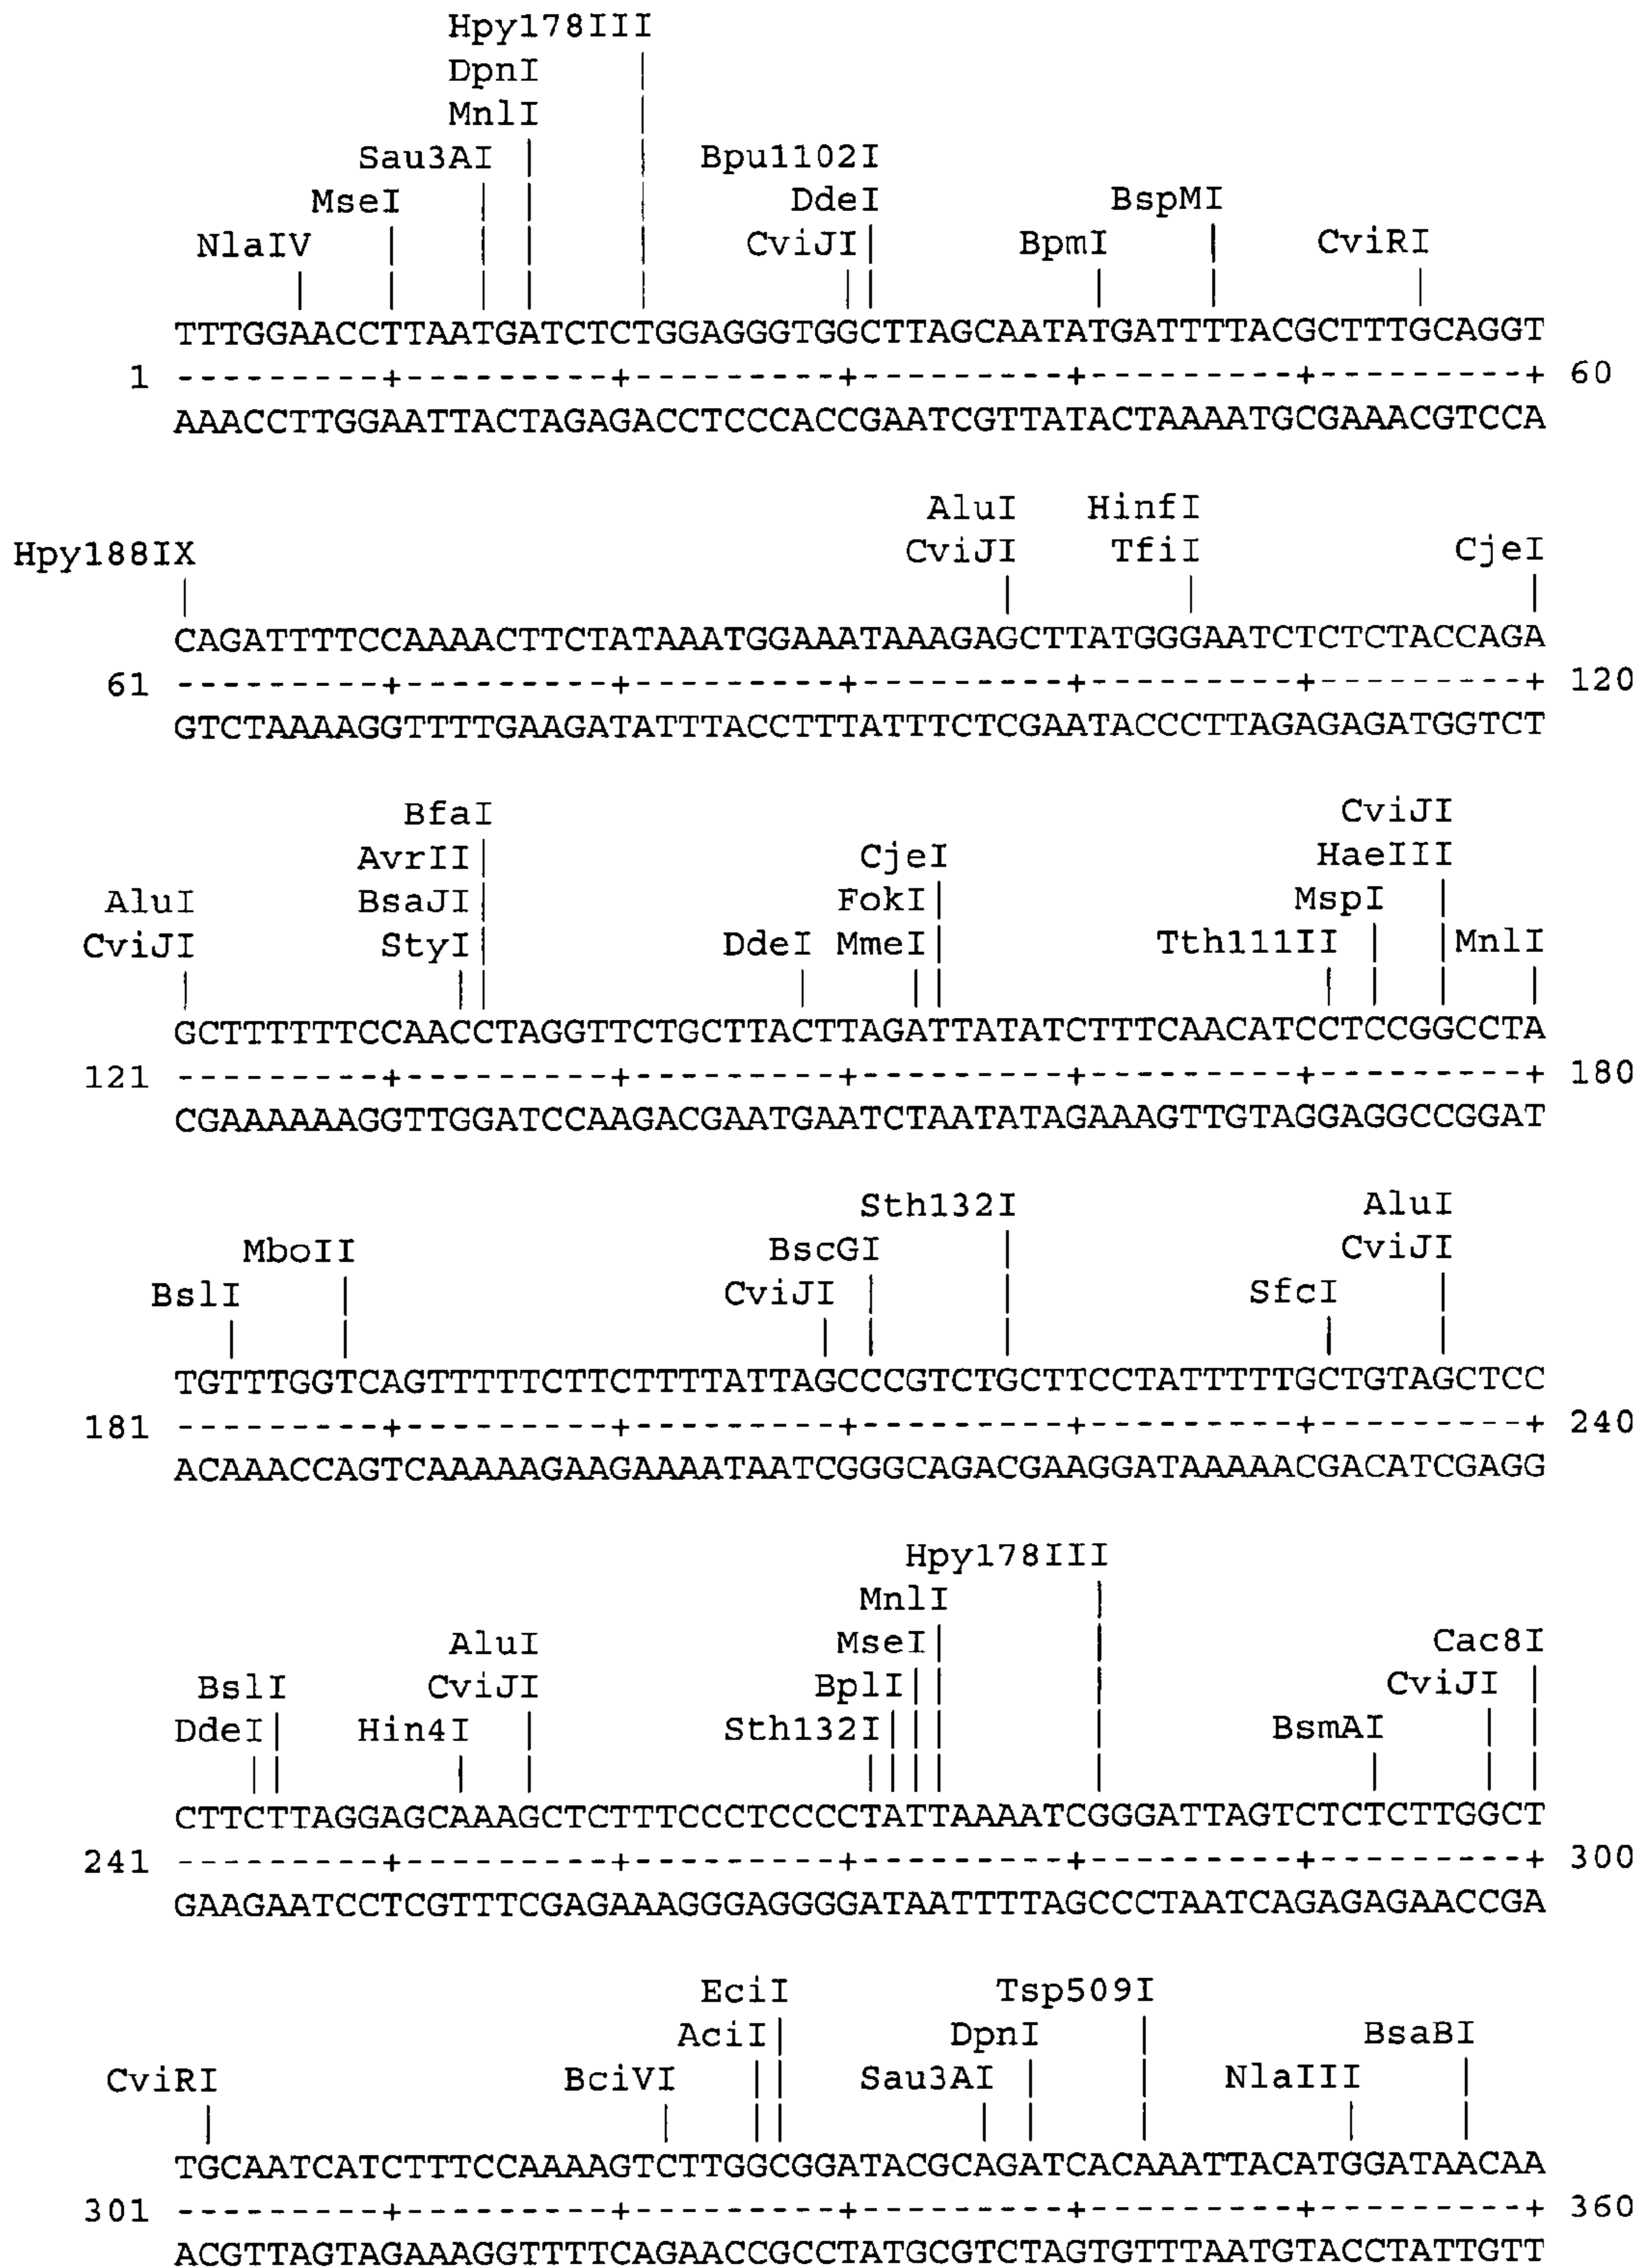 Hpy178III
DpnI
MnlI
Sau3AI Bpu1102I
MseI DdeI BspMI
NlaIV CviJI BpmI CviRI
TTTGGAACCTTAATGATCTCTGGAGGGTGGCTTAGCAATATGATTTTACGCTTTGCAGGT
1 ---------+---------+---------+---------+---------+---------+ 60
AAACCTTGGAATTACTAGAGACCTCCCACCGAATCGTTATACTAAAATGCGAAACGTCCA
AluI HinfI
Hpy188IX CviJI TfiI CjeI
CAGATTTTCCAAAACTTCTATAAATGGAAATAAAGAGCTTATGGGAATCTCTCTACCAGA
61 ---------+---------+---------+---------+---------+---------+ 120
GTCTAAAAGGTTTTGAAGATATTTACCTTTATTTCTCGAATACCCTTAGAGAGATGGTCT
BfaI CviJI
AvrII CjeI HaeIII
AluI BsaJI FokI MspI
CviJI StyI DdeI MmeI Tth111II MnlI
GCTTTTTTCCAACCTAGGTTCTGCTTACTTAGATTATATCTTTCAACATCCTCCGGCCTA
121 ---------+---------+---------+---------+---------+---------+ 180
CGAAAAAAGGTTGGATCCAAGACGAATGAATCTAATATAGAAAGTTGTAGGAGGCCGGAT
Sth132I AluI
MboII BscGI CviJI
BslI CviJI SfcI
TGTTTGGTCAGTTTTTCTTCTTTTATTAGCCCGTCTGCTTCCTATTTTTGCTGTAGCTCC
181 ---------+---------+---------+---------+---------+---------+ 240
ACAAACCAGTCAAAAAGAAGAAAATAATCGGGCAGACGAAGGATAAAAACGACATCGAGG
Hpy178III
MnlI
AluI MseI Cac8I
BslI CviJI BplI CviJI
DdeI Hin4I Sth132I BsmAI
CTTCTTAGGAGCAAAGCTCTTTCCCTCCCCTATTAAAATCGGGATTAGTCTCTCTTGGCT
241 ---------+---------+---------+---------+---------+---------+ 300
GAAGAATCCTCGTTTCGAGAAAGGGAGGGGATAATTTTAGCCCTAATCAGAGAGAACCGA
EciI Tsp509I
AciI DpnI BsaBI
CviRI BciVI Sau3AI NlaIII
TGCAATCATCTTTCCAAAAGTCTTGGCGGATACGCAGATCACAAATTACATGGATAACAA
301 ---------+---------+---------+---------+---------+---------+ 360
ACGTTAGTAGAAAGGTTTTCAGAACCGCCTATGCGTCTAGTGTTTAATGTACCTATTGTT